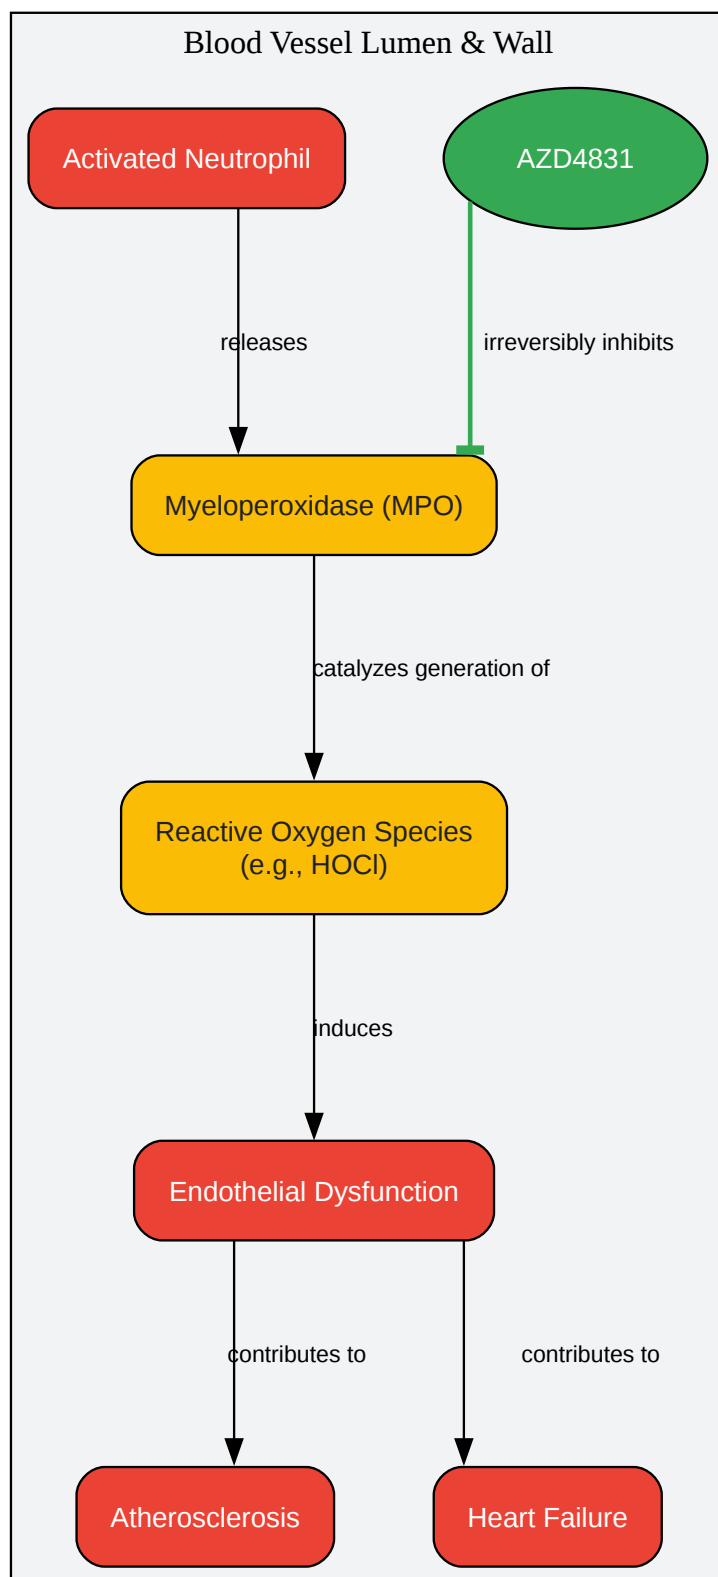 Blood Vessel Lumen & Wall
Activated Neutrophil
AZD4831
releases
irreversibly inhibits
Myeloperoxidase (MPO)
catalyzes generation of
Reactive Oxygen Species
(e.g., HOCl)
induces
Endothelial Dysfunction
contributes to
contributes to
Atherosclerosis
Heart Failure